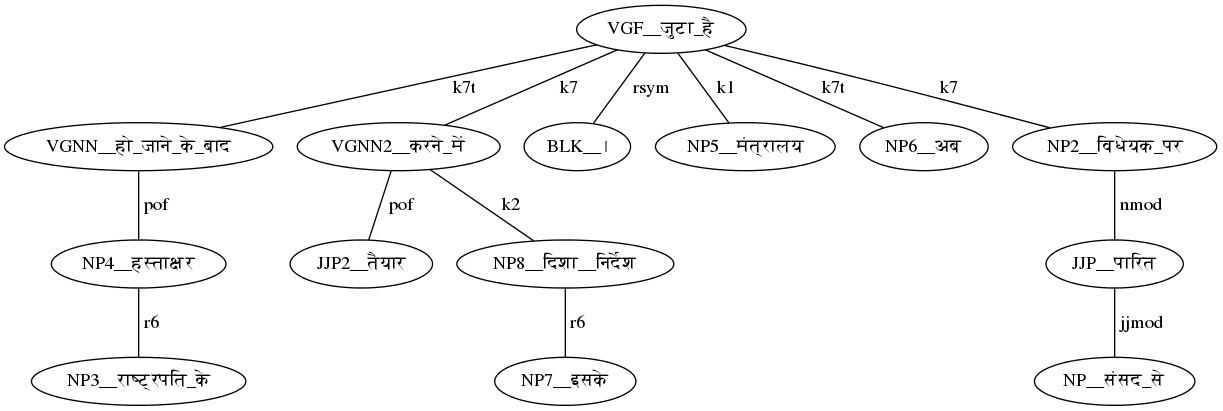 VGF__जुटा_है
k7t k7 rsym k1 k7t k7
VGNN__हो_जाने_के_बाद VGNN2__करने_में BLK__। NP5__मंत्रालय NP6__अब NP2__विधेयक_पर
pof pof k2 nmod
NP4__हस्ताक्षर JJP2__तैयार NP8__दिशा__निर्देश JJP__पारित
r6 r6 jjmod
NP3__राष्ट्रपति_के NP7__इसके NP__संसद_से